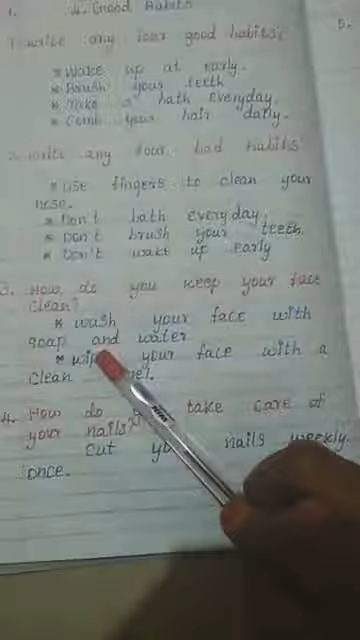 1. 4. Good Habits 5.
1. write any four good habits?
* Wake up at early.
* Brush your teeth
* Take a bath everyday.
* Comb your hair daily.
2. write any four bad habits
* use fingers to clean your
nose.
* Don't bath everyday.
* Don't brush your teeth
* Don't wake up early
3. How do you keep your face
clean?
* wash your face with
soap and water
* your face with a
clean
4. How do take care of
your nails?
cut nails weekly
once.